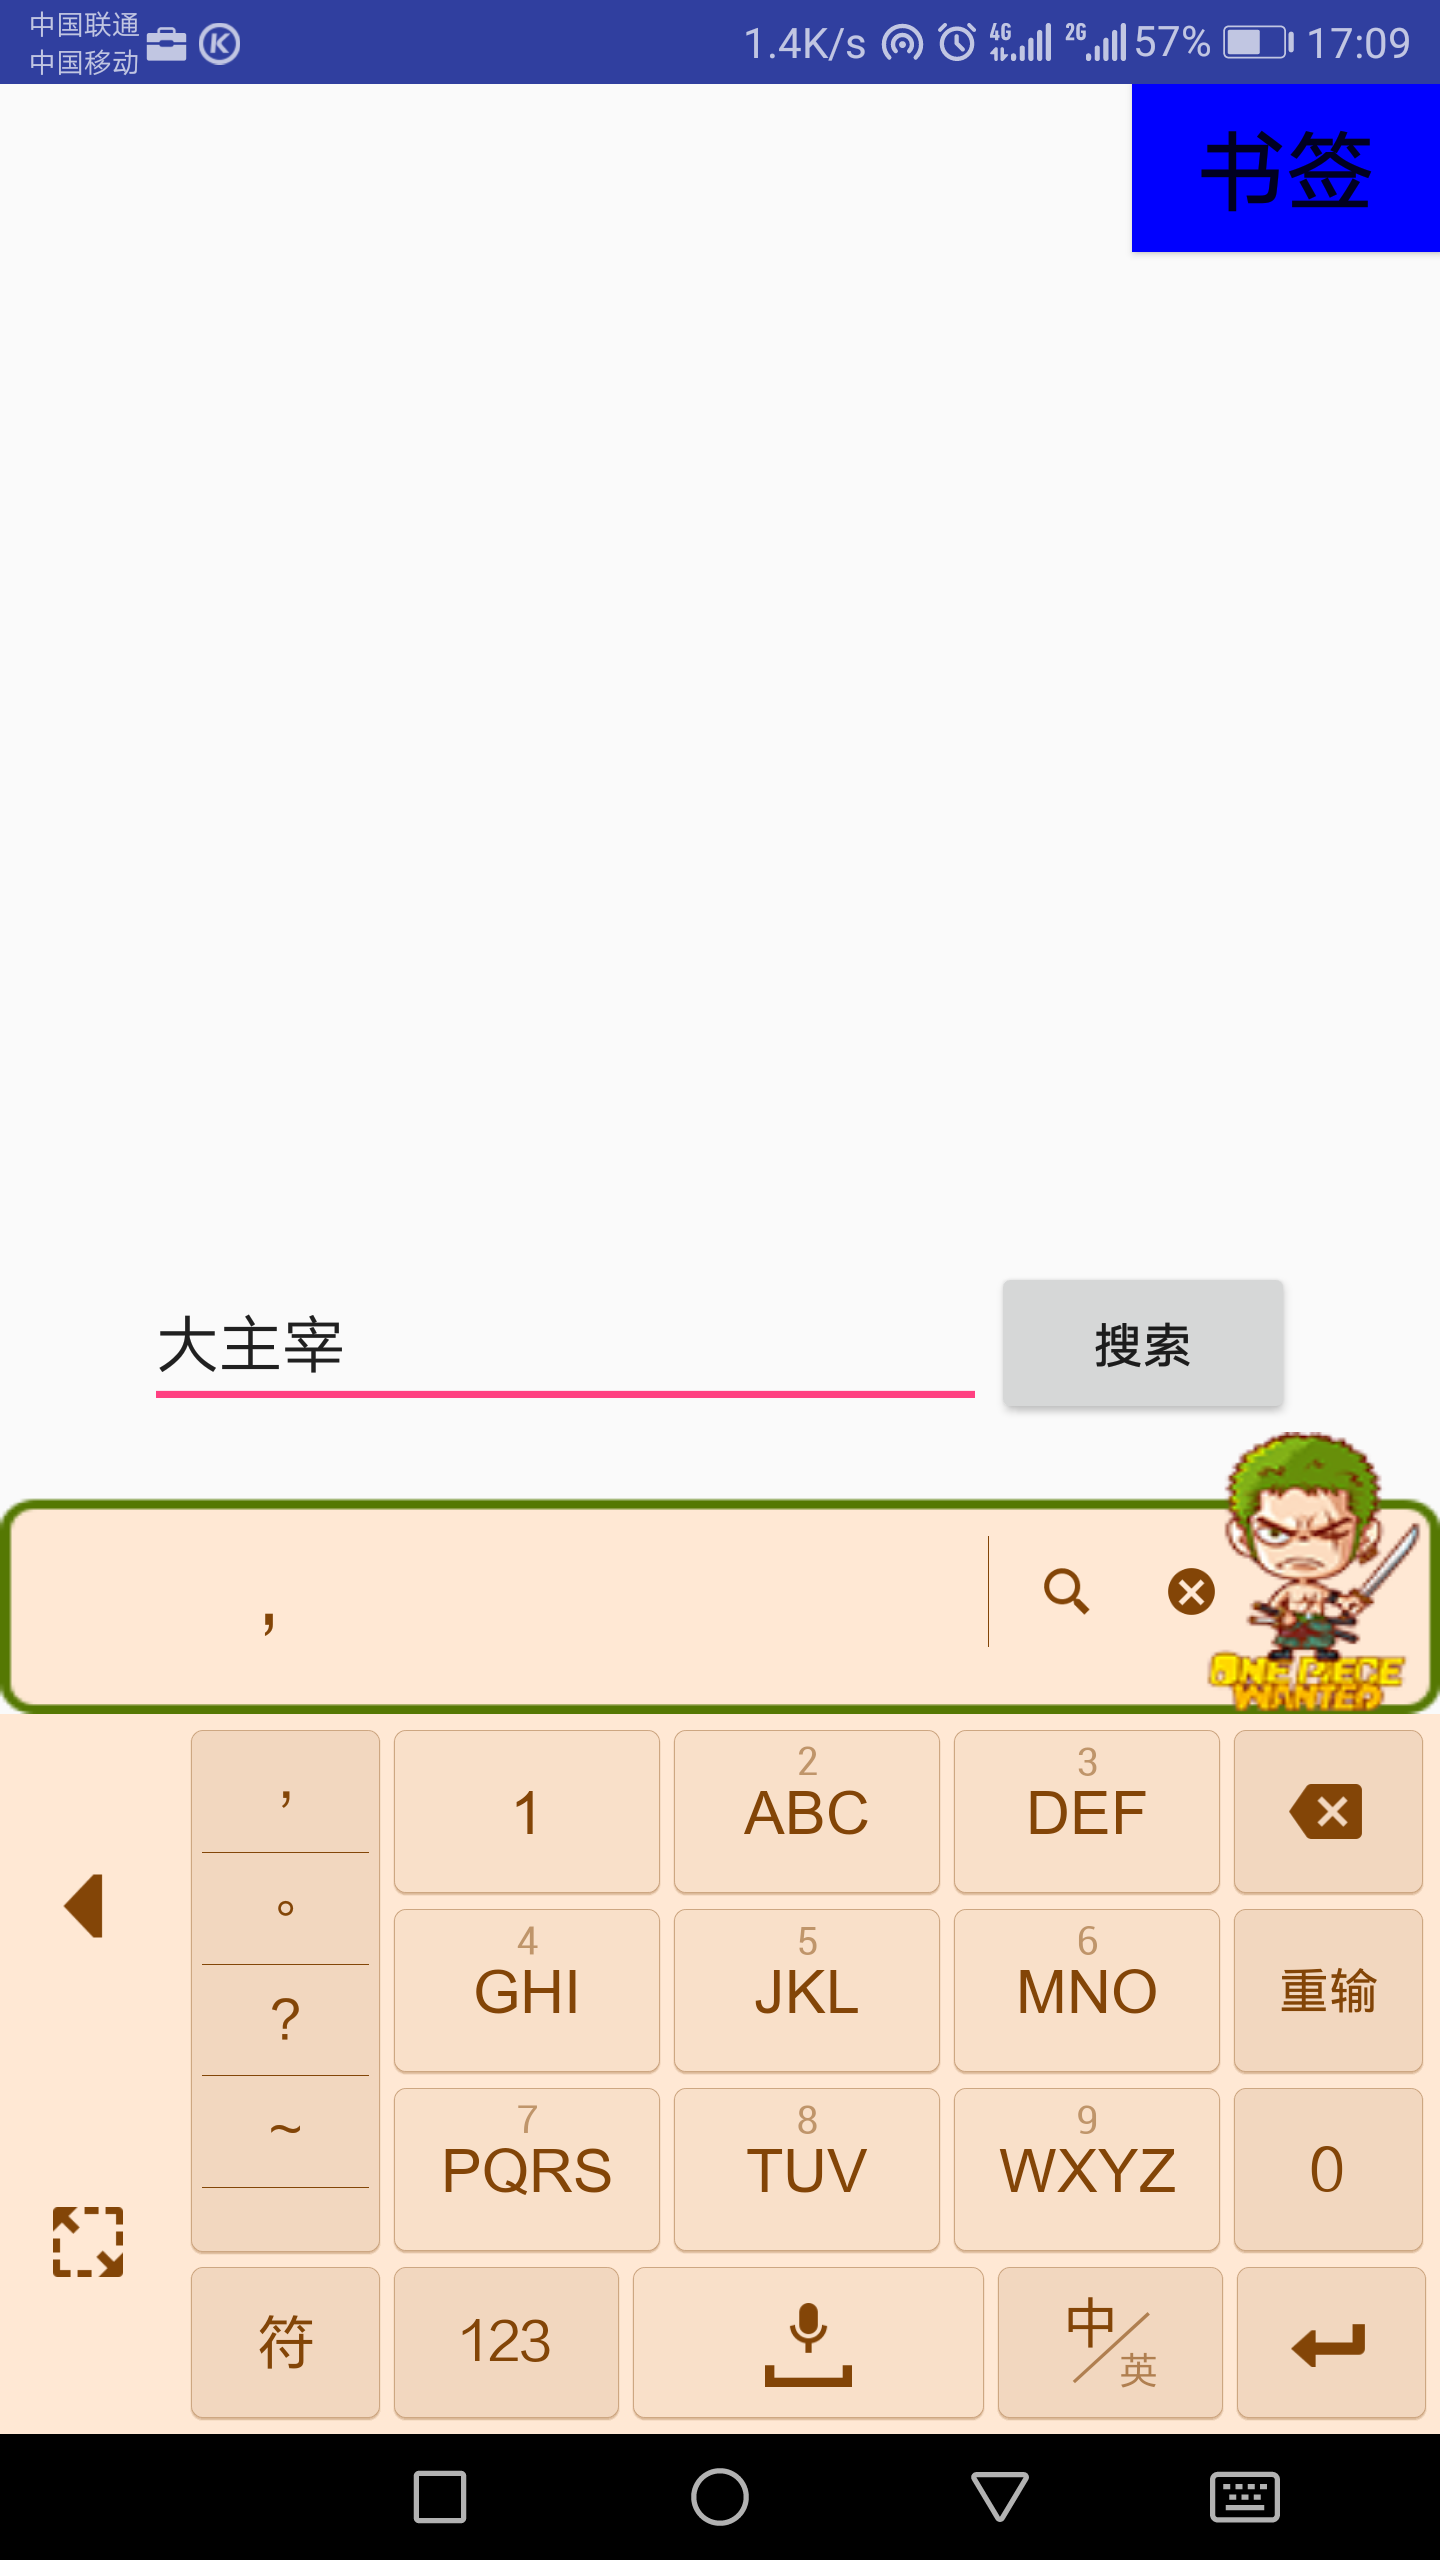 中国联通
中国移动
1.4K/s 4G 2G 57% 17:09
书签
大主宰
搜索
，
ONE PIECE
WANTED
，
1
2
ABC
3
DEF
。
4
GHI
5
JKL
6
MNO
重输
?
~
7
PQRS
8
TUV
9
WXYZ
0
符
123
中/英